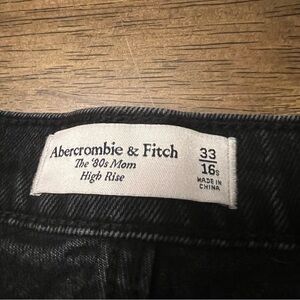 Abercrombie & Fitch
The '80s Mom
High Rise
33
16s
MADE IN
CHINA